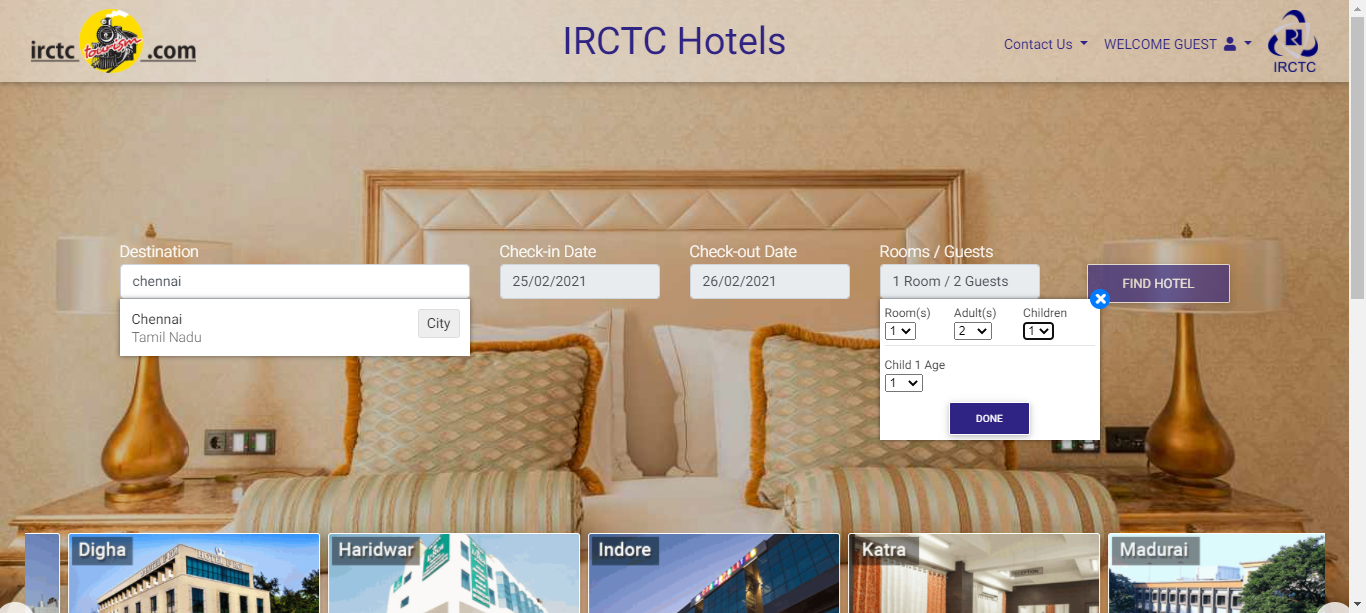 irctc tourism .com
IRCTC Hotels
Contact Us
WELCOME GUEST
IRCTC
Destination
Check-in Date
Check-out Date
Rooms / Guests
chennai
25/02/2021
26/02/2021
1 Room / 2 Guests
FIND HOTEL
Chennai
Tamil Nadu
City
Room(s)
Adult(s)
Children
1
2
1
Child 1 Age
1
DONE
Digha
Haridwar
Indore
Katra
Madurai